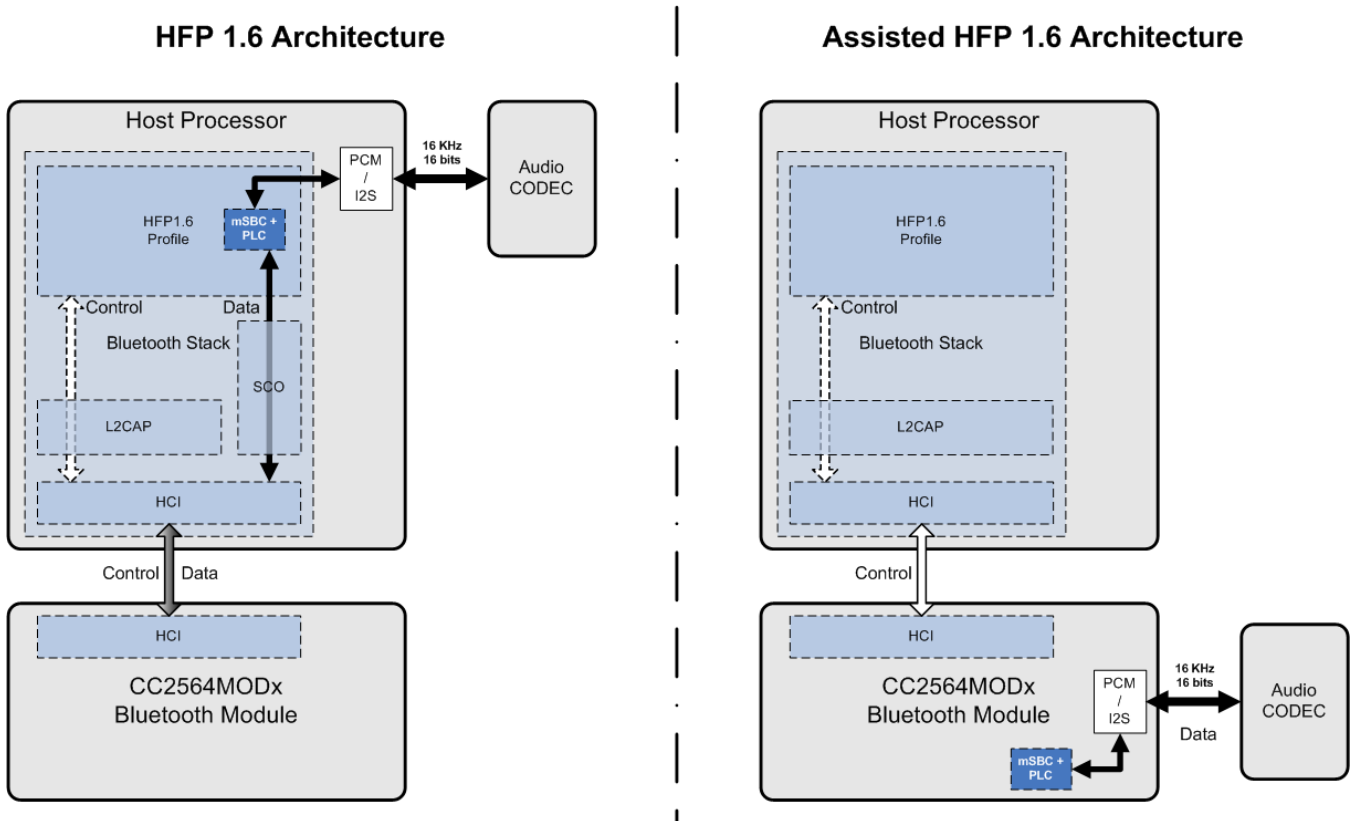 HFP 1.6 Architecture
Host Processor
16 KHz
16 bits
PCM
/
I2S
Audio
CODEC
HFP1.6
Profile
mSBC +
PLC
Control
Data
Bluetooth Stack
SCO
L2CAP
HCI
Control
Data
HCI
CC2564MODx
Bluetooth Module
Assisted HFP 1.6 Architecture
Host Processor
HFP1.6
Profile
Control
Bluetooth Stack
L2CAP
HCI
Control
HCI
CC2564MODx
Bluetooth Module
PCM
/
I2S
16 KHz
16 bits
Data
Audio
CODEC
mSBC +
PLC